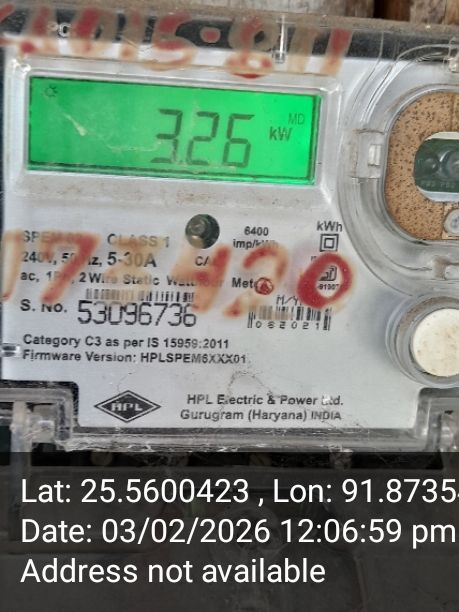 MD
3.26 kW
6400
imp/kWh
kWh
CLASS 1
240V, 50Hz, 5-30A
ac, 1Ph, 2 Wire Static Watthour Meter
S. No. 53096736
M/Y
062021
Category C3 as per IS 15959:2011
Firmware Version: HPLSPEM6XXX01
HPL
HPL Electric & Power Ltd.
Gurugram (Haryana) INDIA
Lat: 25.5600423 , Lon: 91.8735
Date: 03/02/2026 12:06:59 pm
Address not available